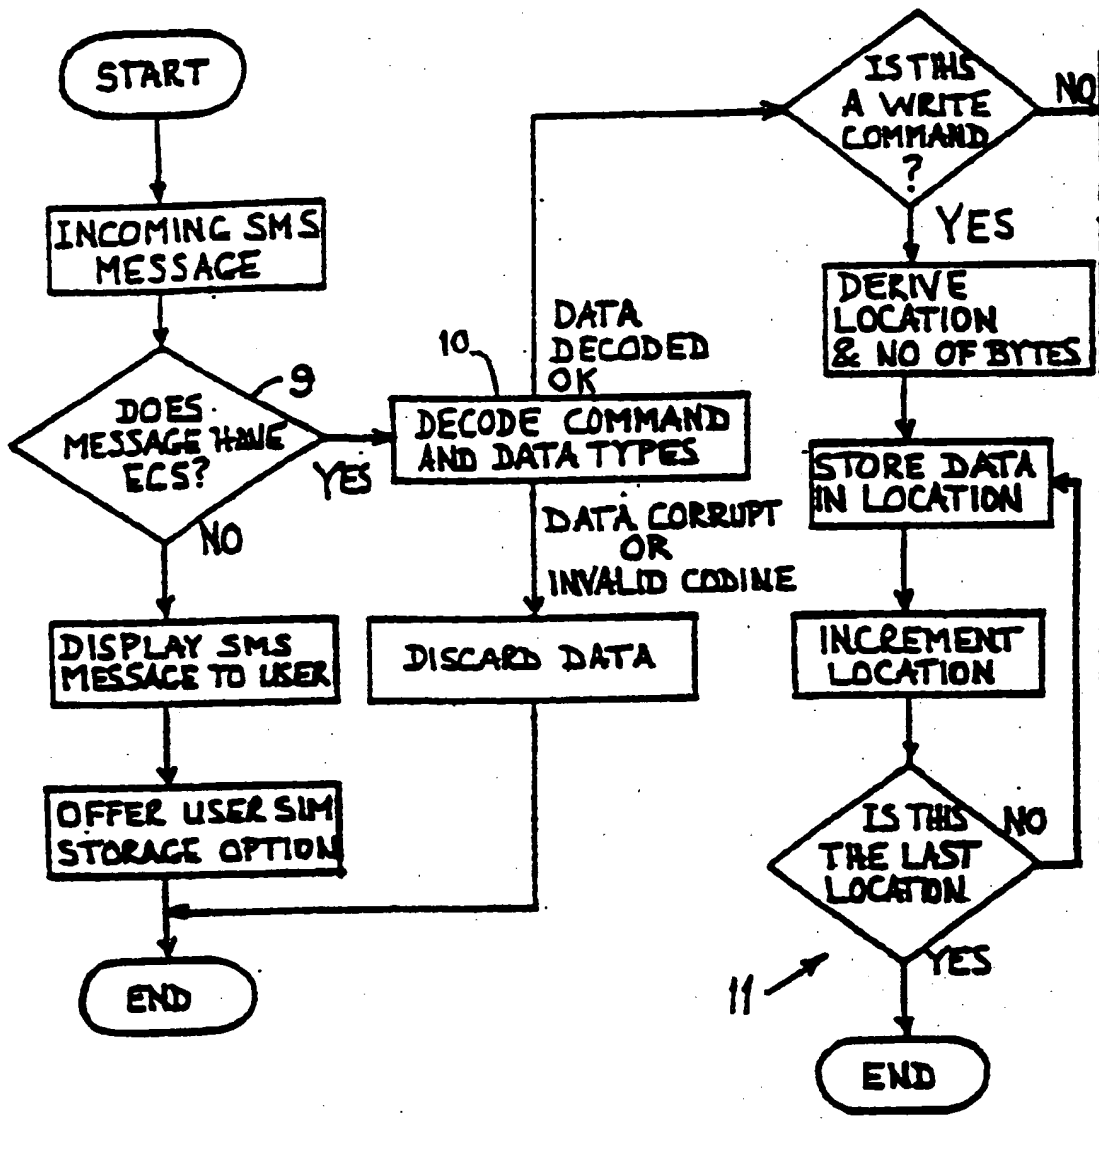 START
INCOMING SMS
MESSAGE
9
DOES
MESSAGE HAVE
ECS?
YES
NO
DISPLAY SMS
MESSAGE TO USER
OFFER USER SIM
STORAGE OPTION
END
10
DATA
DECODED
OK
DECODE COMMAND
AND DATA TYPES
DATA CORRUPT
OR
INVALID CODINE
DISCARD DATA
IS THIS
A WRITE
COMMAND
?
NO
YES
DERIVE
LOCATION
& NO OF BYTES
STORE DATA
IN LOCATION
INCREMENT
LOCATION
IS THIS
THE LAST
LOCATION
NO
YES
11
END